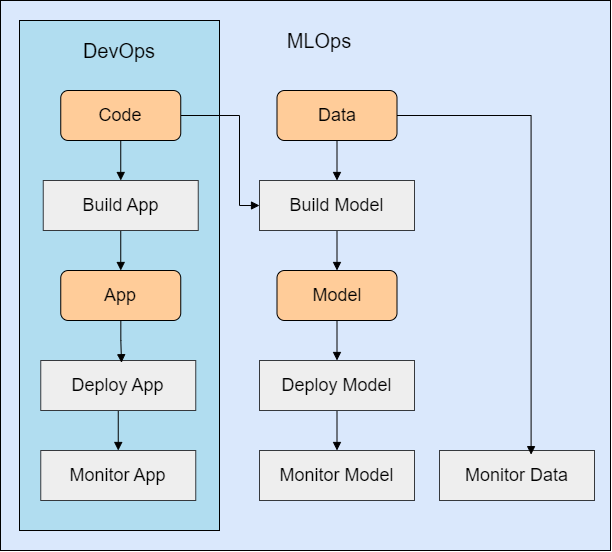 DevOps
MLOps
Code
Data
Build App
Build Model
App
Model
Deploy App
Deploy Model
Monitor App
Monitor Model
Monitor Data